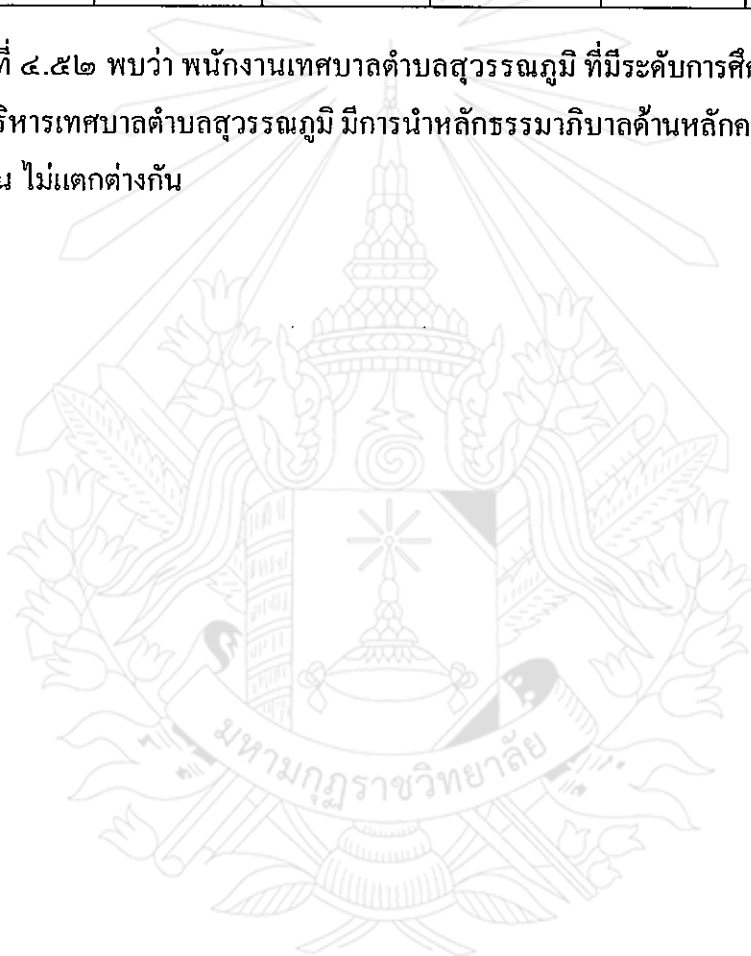 ที่ ๔.๕๒ พบว่า พนักงานเทศบาลตำบลสุวรรณภูมิ ที่มีระดับการศึ
ริหารเทศบาลตำบลสุวรรณภูมิ มีการนำหลักธรรมาภิบาลด้านหลักค
น ไม่แตกต่างกัน
มหามกุฏราชวิทยาลัย